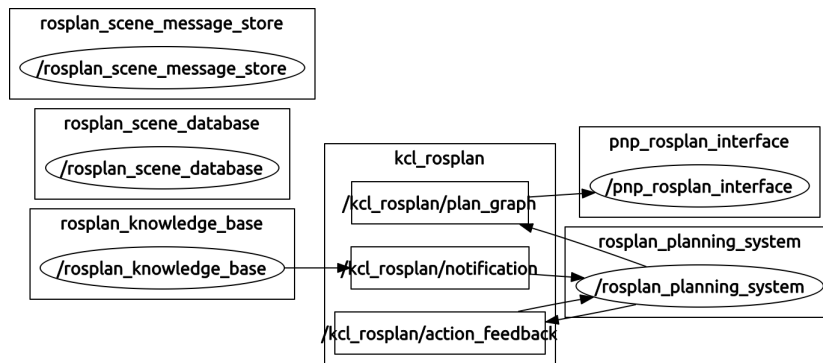 rosplan_scene_message_store
/rosplan_scene_message_store
rosplan_scene_database
/rosplan_scene_database
rosplan_knowledge_base
/rosplan_knowledge_base
kcl_rosplan
/kcl_rosplan/plan_graph
/kcl_rosplan/notification
/kcl_rosplan/action_feedback
pnp_rosplan_interface
/pnp_rosplan_interface
rosplan_planning_system
/rosplan_planning_system